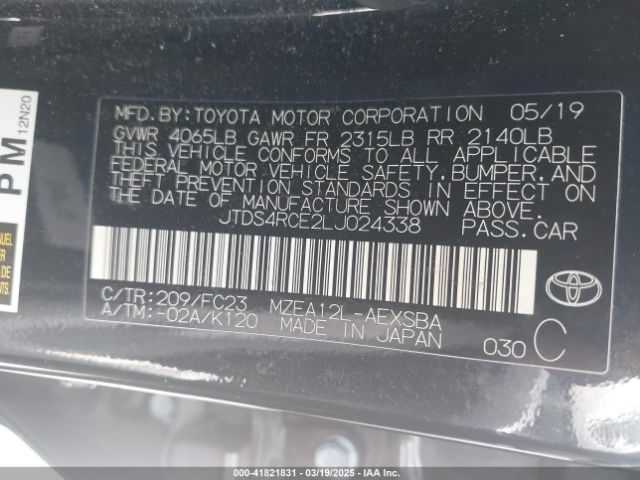 MFD.BY:TOYOTA MOTOR CORPORATION 05/19
GVWR 4065LB GAWR FR 2315LB RR 2140LB
THIS VEHICLE CONFORMS TO ALL APPLICABLE
FEDERAL MOTOR VEHICLE SAFETY,BUMPER,AND
THEFT PREVENTION STANDARDS IN EFFECT ON
THE DATE OF MANUFACTURE SHOWN ABOVE.
JTDS4RCE2LJ024338 PASS.CAR
C/TR:209/FC23 MZEA12L-AEXSBA
A/TM:-02A/K120 MADE IN JAPAN
030 C
PM
12N20
000-41821831 - 03/19/2025 - IAA Inc.